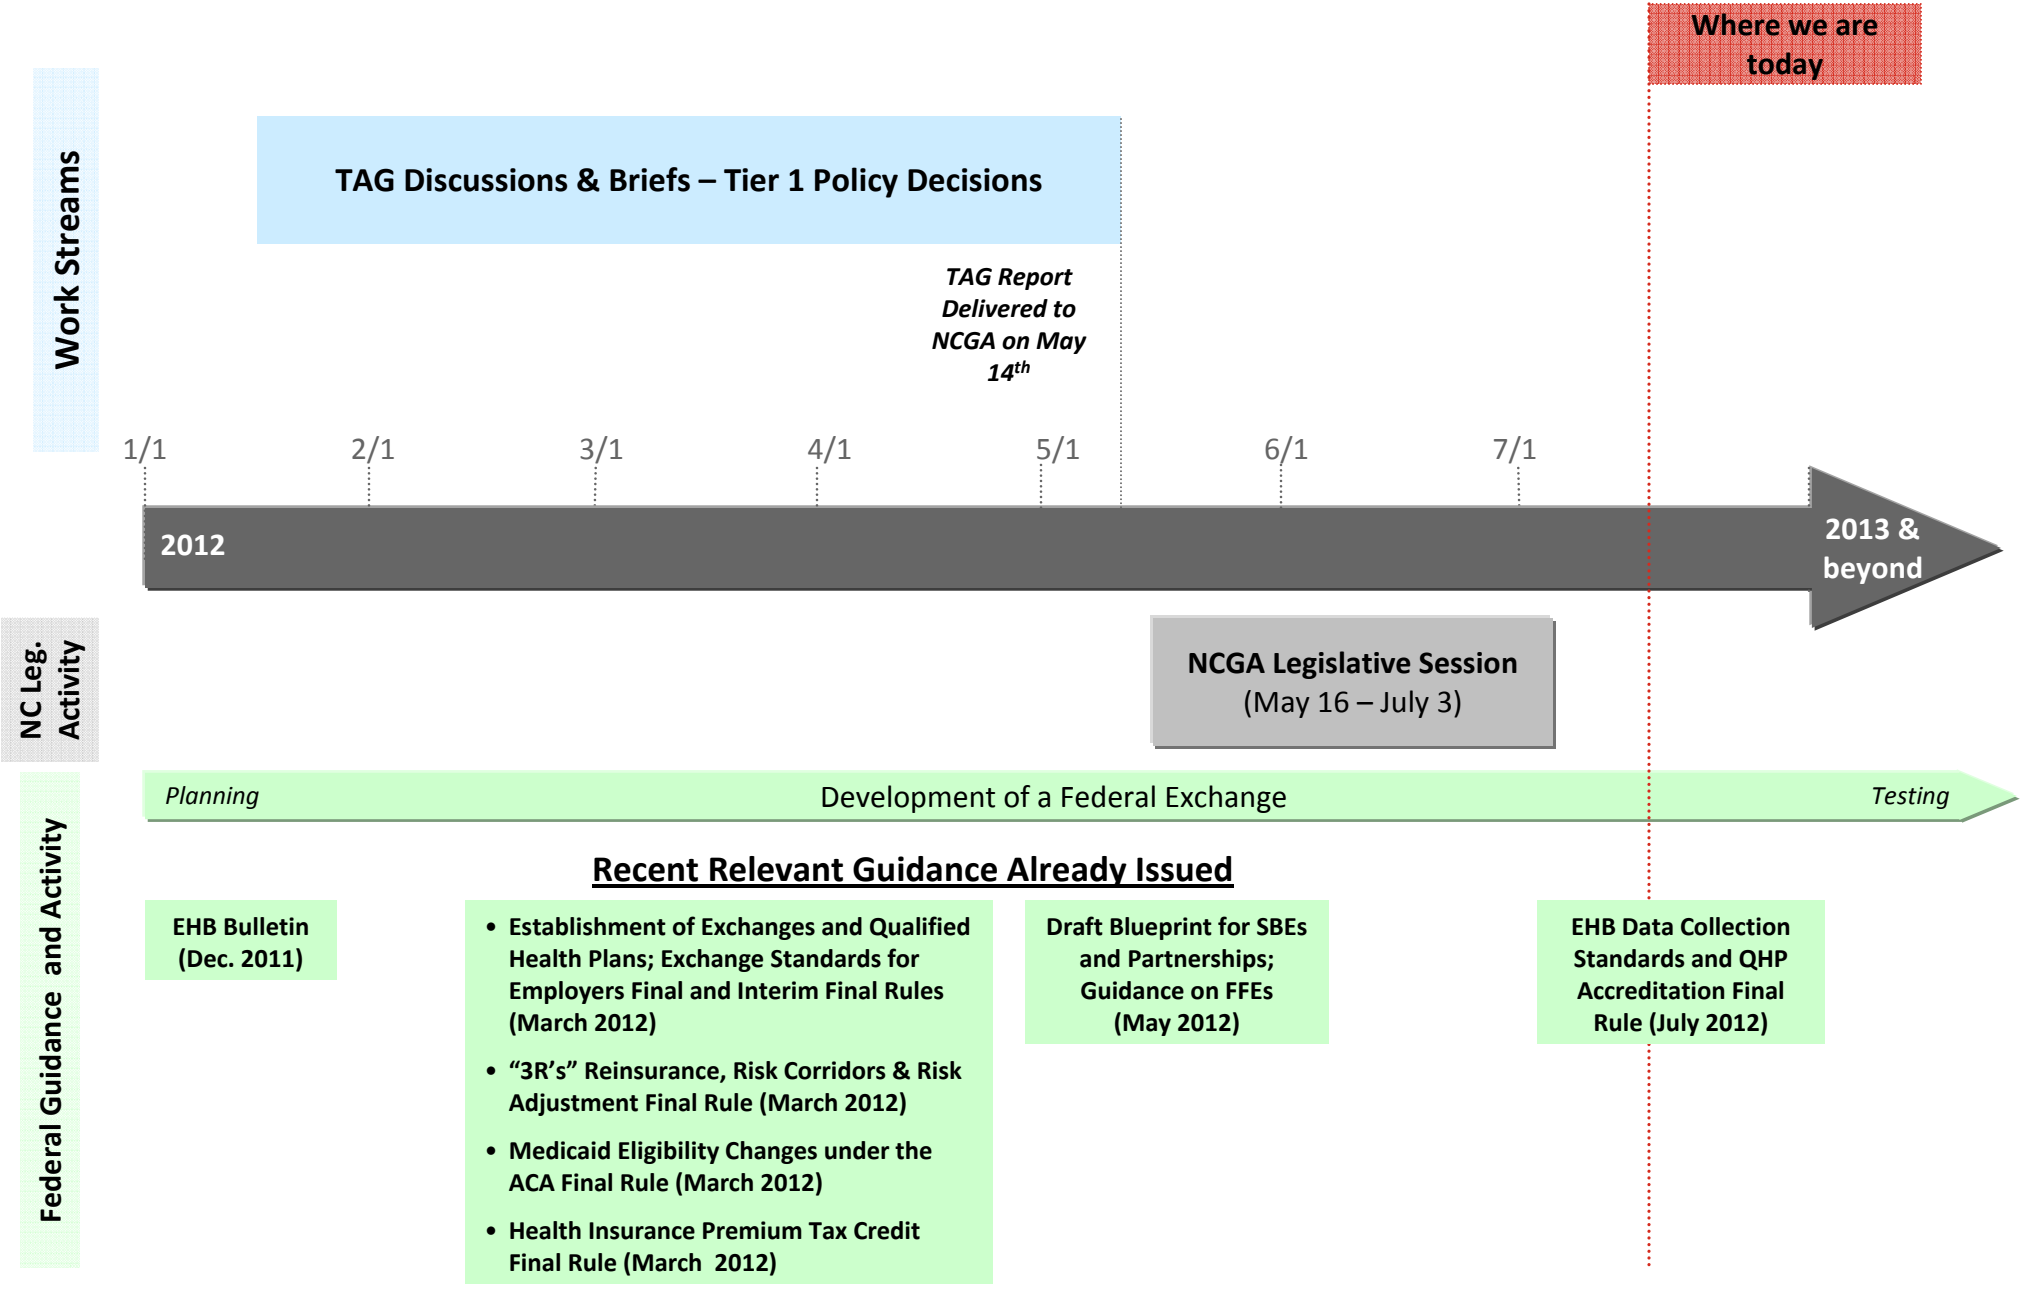 Where we are
today
Work Streams
TAG Discussions & Briefs – Tier 1 Policy Decisions
TAG Report
Delivered to
NCGA on May
14th
1/1
2/1
3/1
4/1
5/1
6/1
7/1
2012
2013 &
beyond
NC Leg.
Activity
NCGA Legislative Session
(May 16 – July 3)
Federal Guidance and Activity
Planning
Development of a Federal Exchange
Testing
Recent Relevant Guidance Already Issued
EHB Bulletin
(Dec. 2011)
• Establishment of Exchanges and Qualified
Health Plans; Exchange Standards for
Employers Final and Interim Final Rules
(March 2012)
• “3R’s” Reinsurance, Risk Corridors & Risk
Adjustment Final Rule (March 2012)
• Medicaid Eligibility Changes under the
ACA Final Rule (March 2012)
• Health Insurance Premium Tax Credit
Final Rule (March 2012)
Draft Blueprint for SBEs
and Partnerships;
Guidance on FFEs
(May 2012)
EHB Data Collection
Standards and QHP
Accreditation Final
Rule (July 2012)